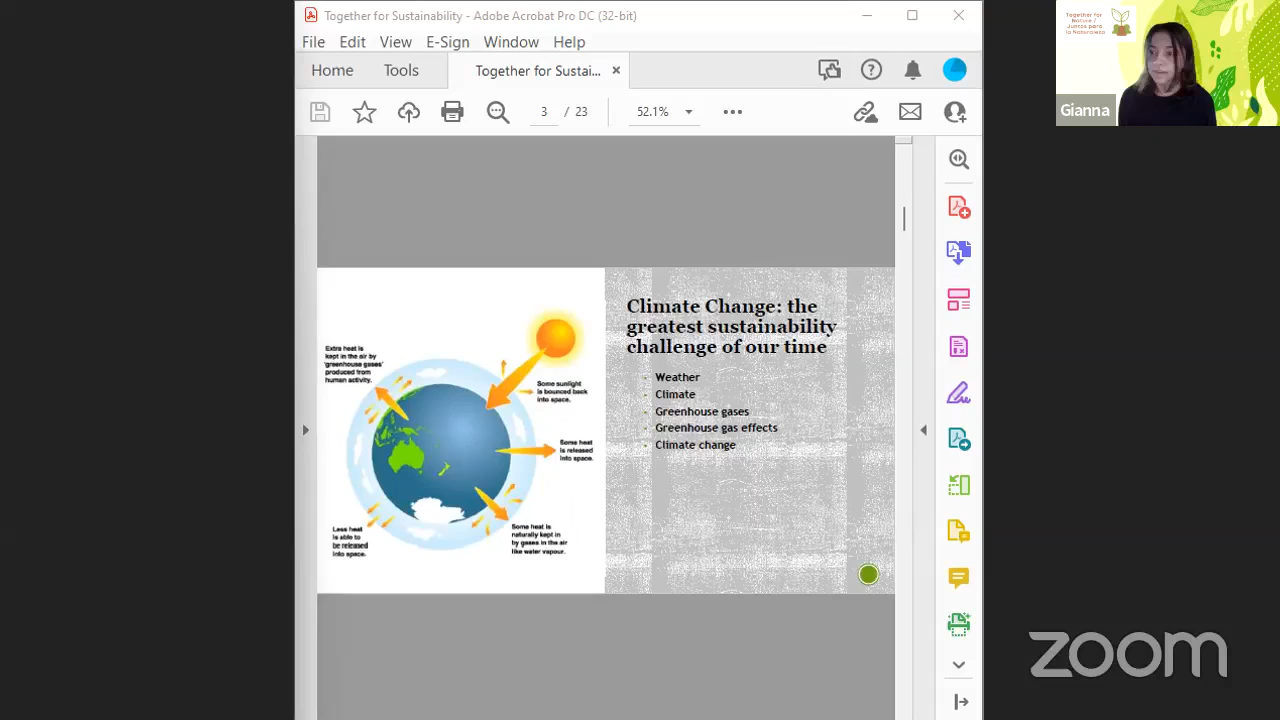 Together for Sustainability - Adobe Acrobat Pro DC (32-bit)
File Edit View E-Sign Window Help
Home Tools Together for Sustai... ×
3 / 23 52.1%
Together for
Nature /
Juntos para
la Naturaleza
Gianna
Climate Change: the
greatest sustainability
challenge of our time
Weather
Climate
Greenhouse gases
Greenhouse gas effects
Climate change
Extra heat is
kept in the air by
'greenhouse gases'
produced from
human activity.
Some sunlight
is bounced back
into space.
Some heat
is released
into space.
Some heat is
naturally kept in
by gases in the air
like water vapour.
Less heat
is able to
be released
into space.
zoom